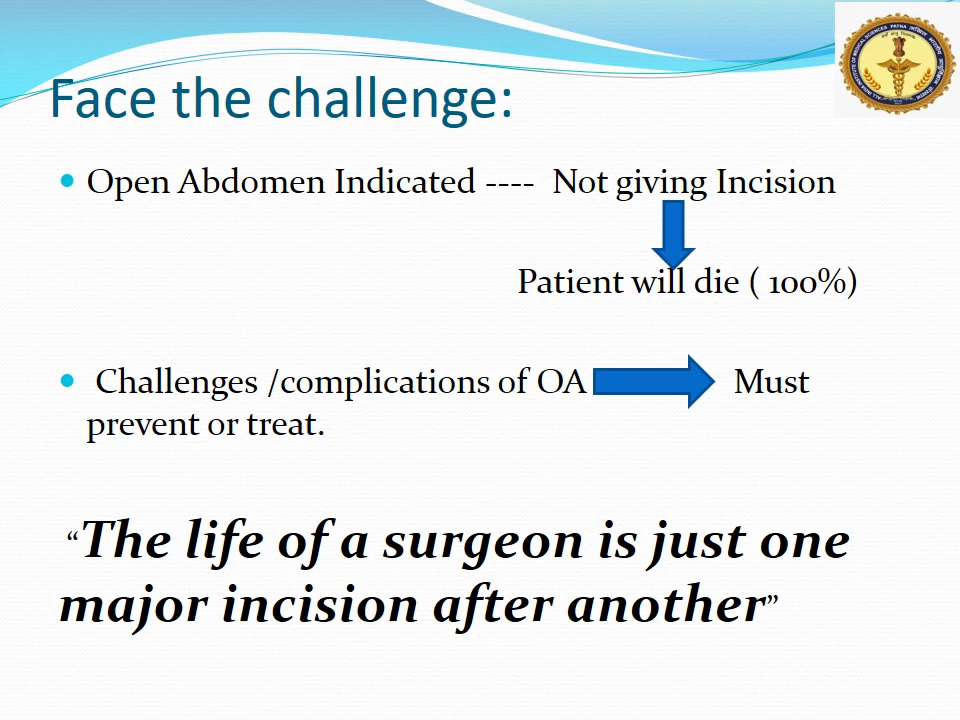 Face the challenge:
Open Abdomen Indicated ---- Not giving Incision
Patient will die ( 100%)
Challenges /complications of OA Must
prevent or treat.
“The life of a surgeon is just one
major incision after another”